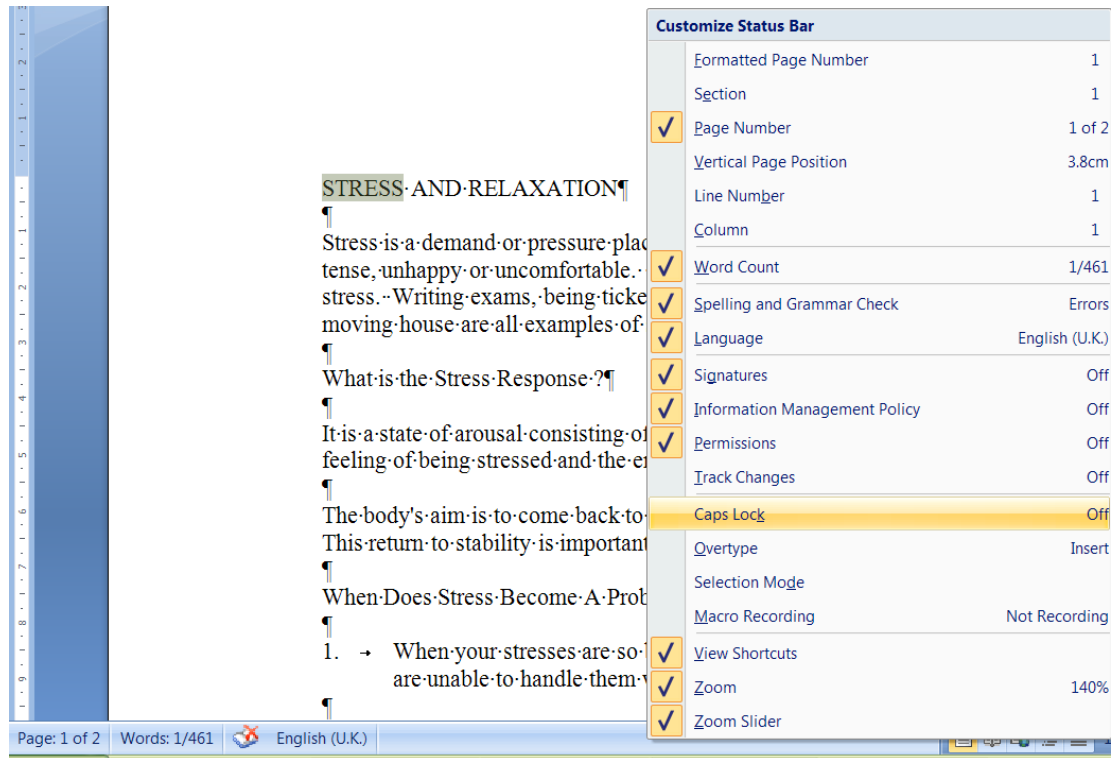 STRESS AND RELAXATION¶
¶
Stress is a demand or pressure plac
tense, unhappy or uncomfortable.
stress. Writing exams, being ticke
moving house are all examples of
¶
What is the Stress Response ?¶
¶
It is a state of arousal consisting of
feeling of being stressed and the
¶
The body's aim is to come back to
This return to stability is important
¶
When Does Stress Become A Prob
¶
1. → When your stresses are so
are unable to handle them
¶
Customize Status Bar
Formatted Page Number 1
Section 1
Page Number 1 of 2
Vertical Page Position 3.8cm
Line Number 1
Column 1
Word Count 1/461
Spelling and Grammar Check Errors
Language English (U.K.)
Signatures Off
Information Management Policy Off
Permissions Off
Track Changes Off
Caps Lock Off
Overtype Insert
Selection Mode
Macro Recording Not Recording
View Shortcuts
Zoom 140%
Zoom Slider
Page: 1 of 2 Words: 1/461 English (U.K.)